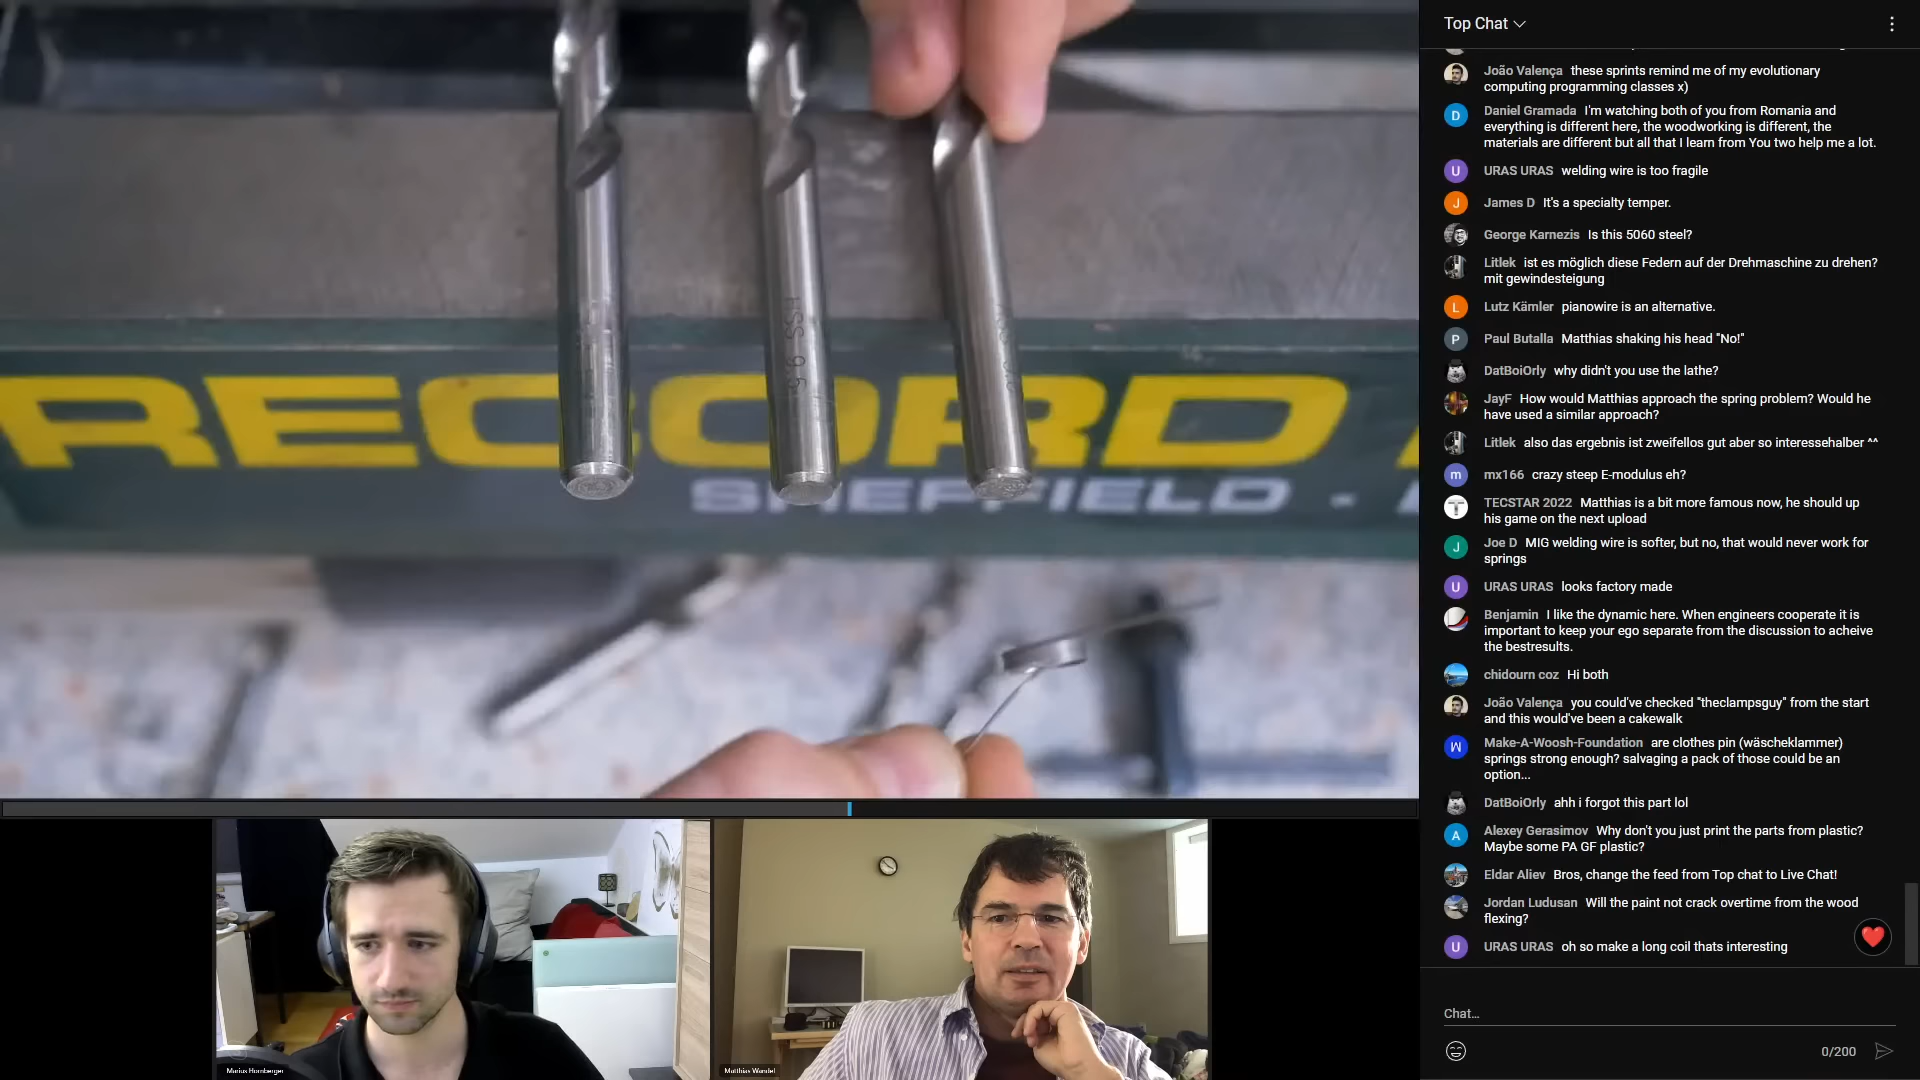 RECORD
SHEFFIELD -
HSS 9.5
Marius Hornberger
Matthias Wandel
Top Chat
João Valença these sprints remind me of my evolutionary
computing programming classes x)
Daniel Gramada I'm watching both of you from Romania and
everything is different here, the woodworking is different, the
materials are different but all that I learn from You two help me a lot.
URAS URAS welding wire is too fragile
James D It's a specialty temper.
George Karnezis Is this 5060 steel?
Litlek ist es möglich diese Federn auf der Drehmaschine zu drehen?
mit gewindesteigung
Lutz Kämler pianowire is an alternative.
Paul Butalla Matthias shaking his head "No!"
DatBoiOrly why didn't you use the lathe?
JayF How would Matthias approach the spring problem? Would he
have used a similar approach?
Litlek also das ergebnis ist zweifellos gut aber so interessehalber ^^
mx166 crazy steep E-modulus eh?
TECSTAR 2022 Matthias is a bit more famous now, he should up
his game on the next upload
Joe D MIG welding wire is softer, but no, that would never work for
springs
URAS URAS looks factory made
Benjamin I like the dynamic here. When engineers cooperate it is
important to keep your ego separate from the discussion to acheive
the bestresults.
chidourn coz Hi both
João Valença you could've checked "theclampsguy" from the start
and this would've been a cakewalk
Make-A-Woosh-Foundation are clothes pin (wäscheklammer)
springs strong enough? salvaging a pack of those could be an
option...
DatBoiOrly ahh i forgot this part lol
Alexey Gerasimov Why don't you just print the parts from plastic?
Maybe some PA GF plastic?
Eldar Aliev Bros, change the feed from Top chat to Live Chat!
Jordan Ludusan Will the paint not crack overtime from the wood
flexing?
URAS URAS oh so make a long coil thats interesting
Chat...
0/200